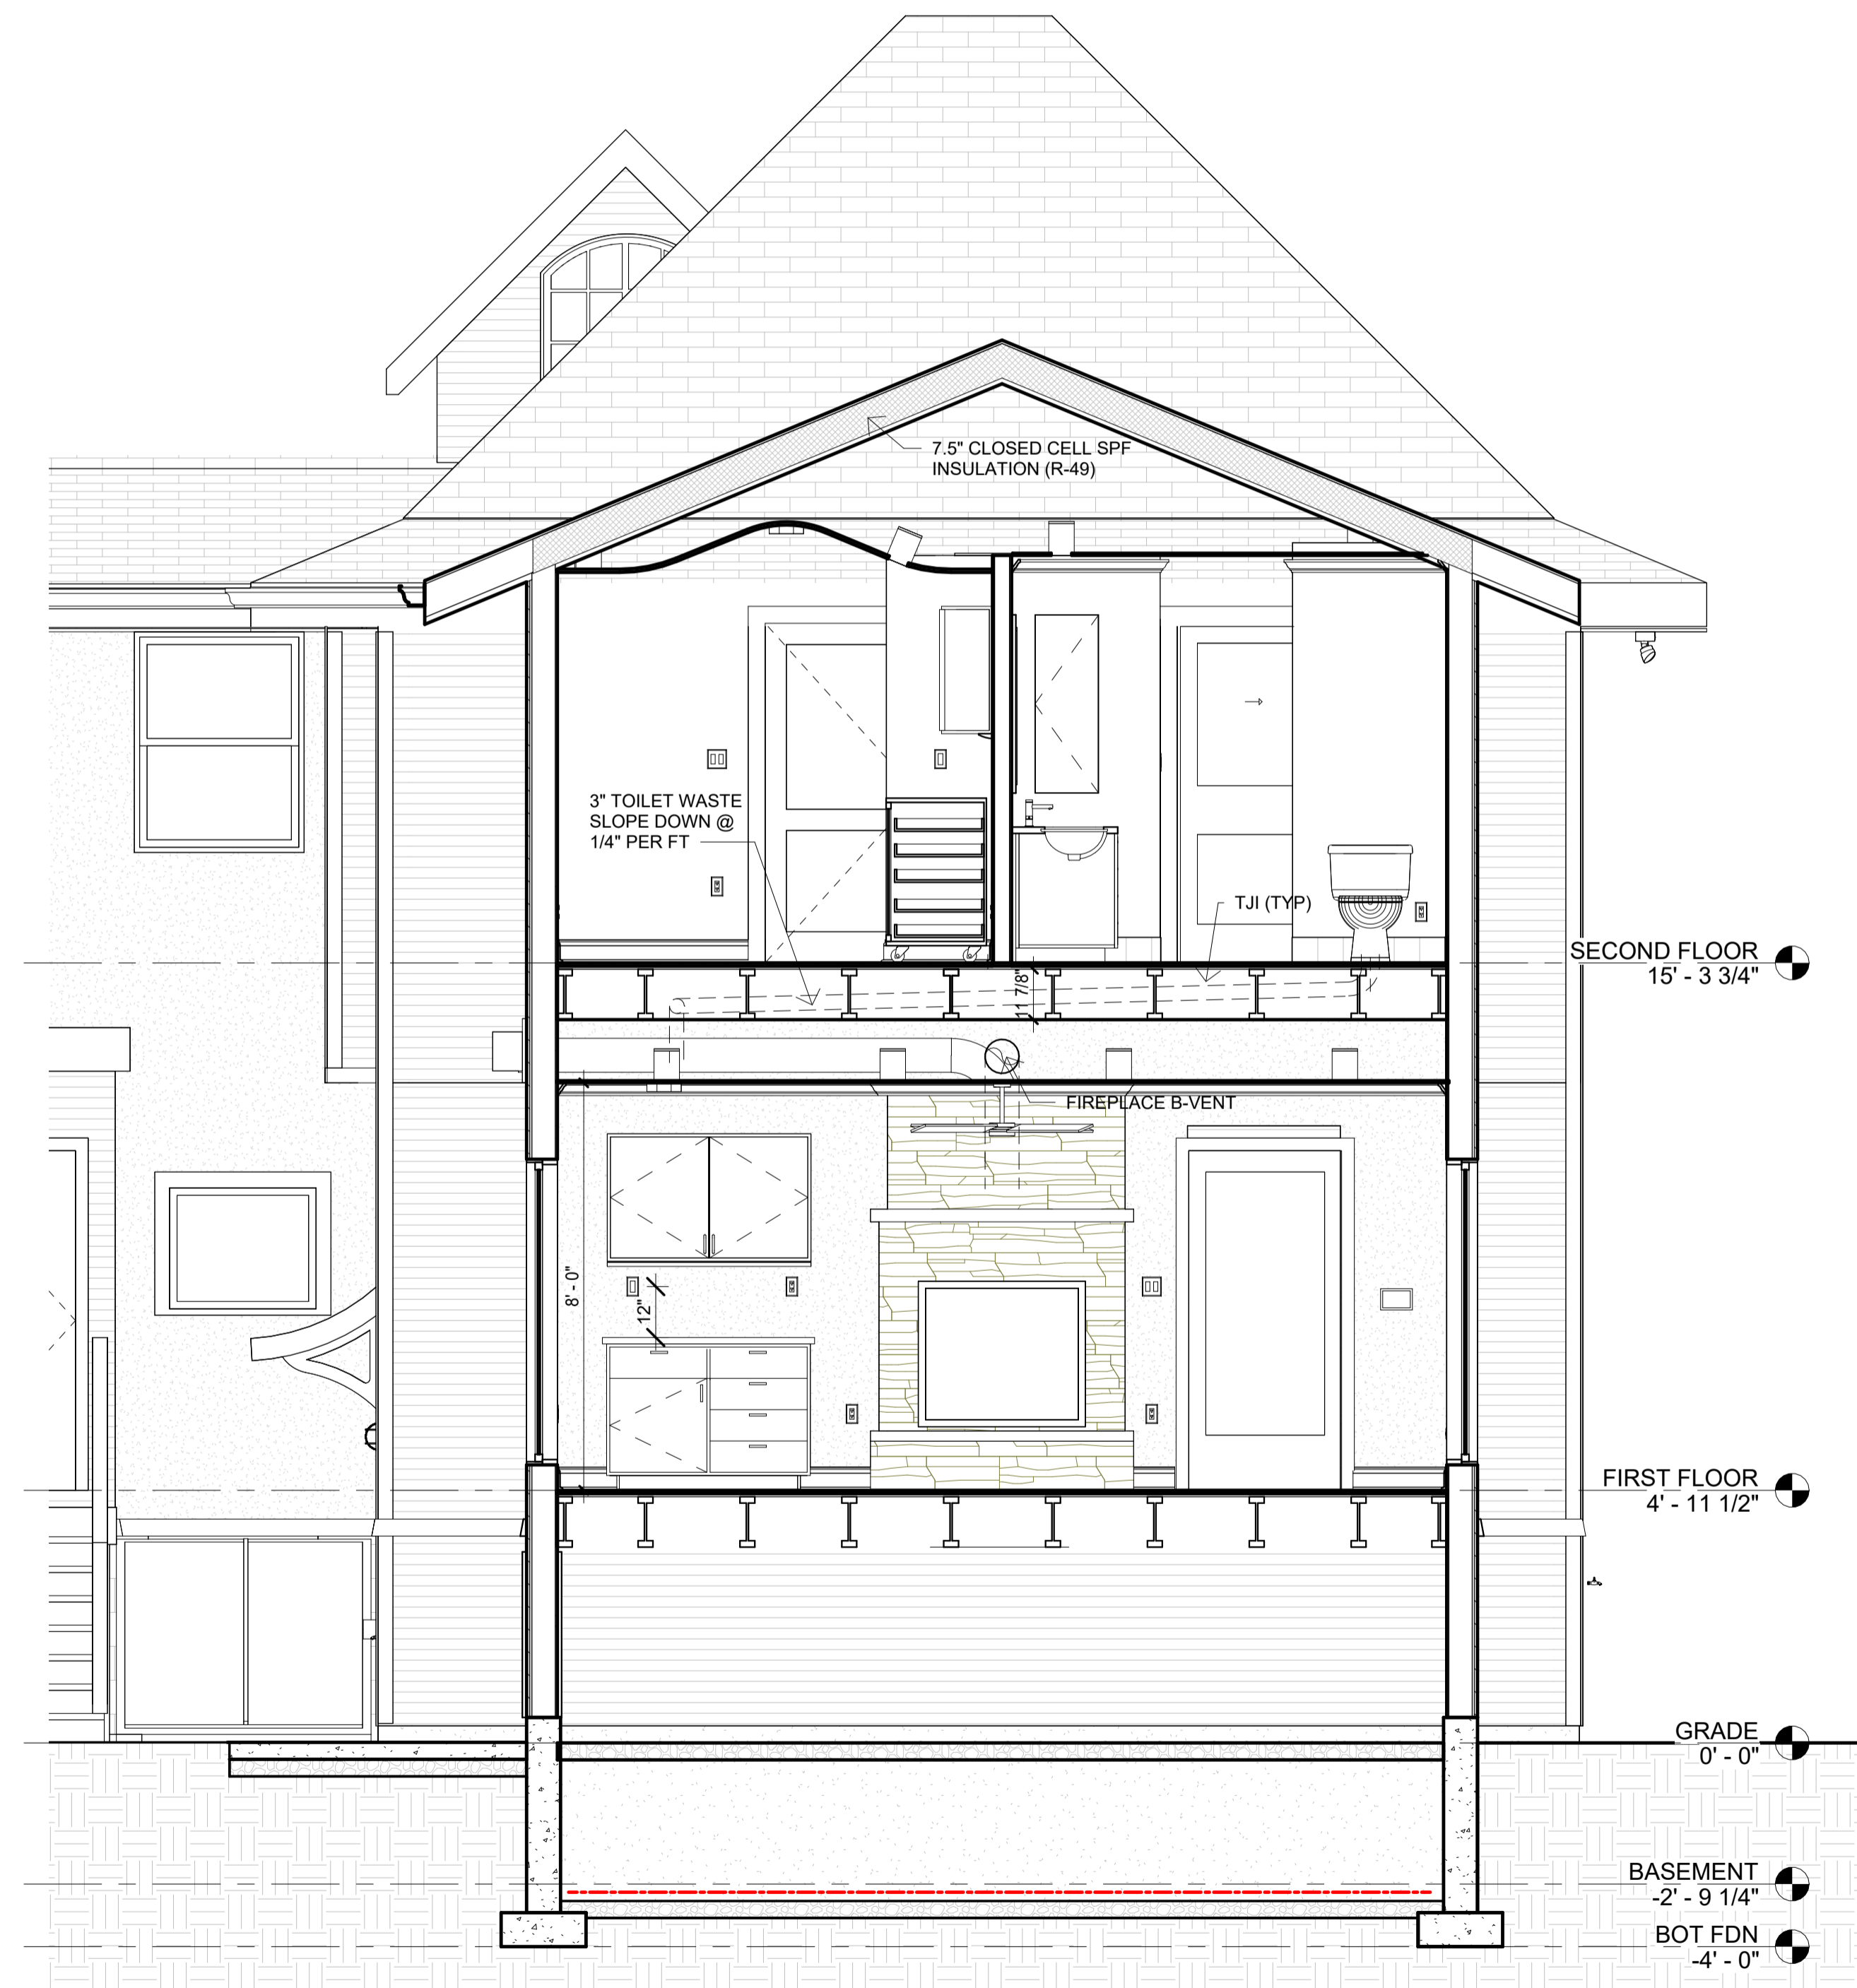 7.5" CLOSED CELL SPF
INSULATION (R-49)
3" TOILET WASTE
SLOPE DOWN @
1/4" PER FT
TJI (TYP)
11 7/8"
SECOND FLOOR
15' - 3 3/4"
FIREPLACE B-VENT
8' - 0"
12"
FIRST FLOOR
4' - 11 1/2"
GRADE
0' - 0"
BASEMENT
-2' - 9 1/4"
BOT FDN
-4' - 0"